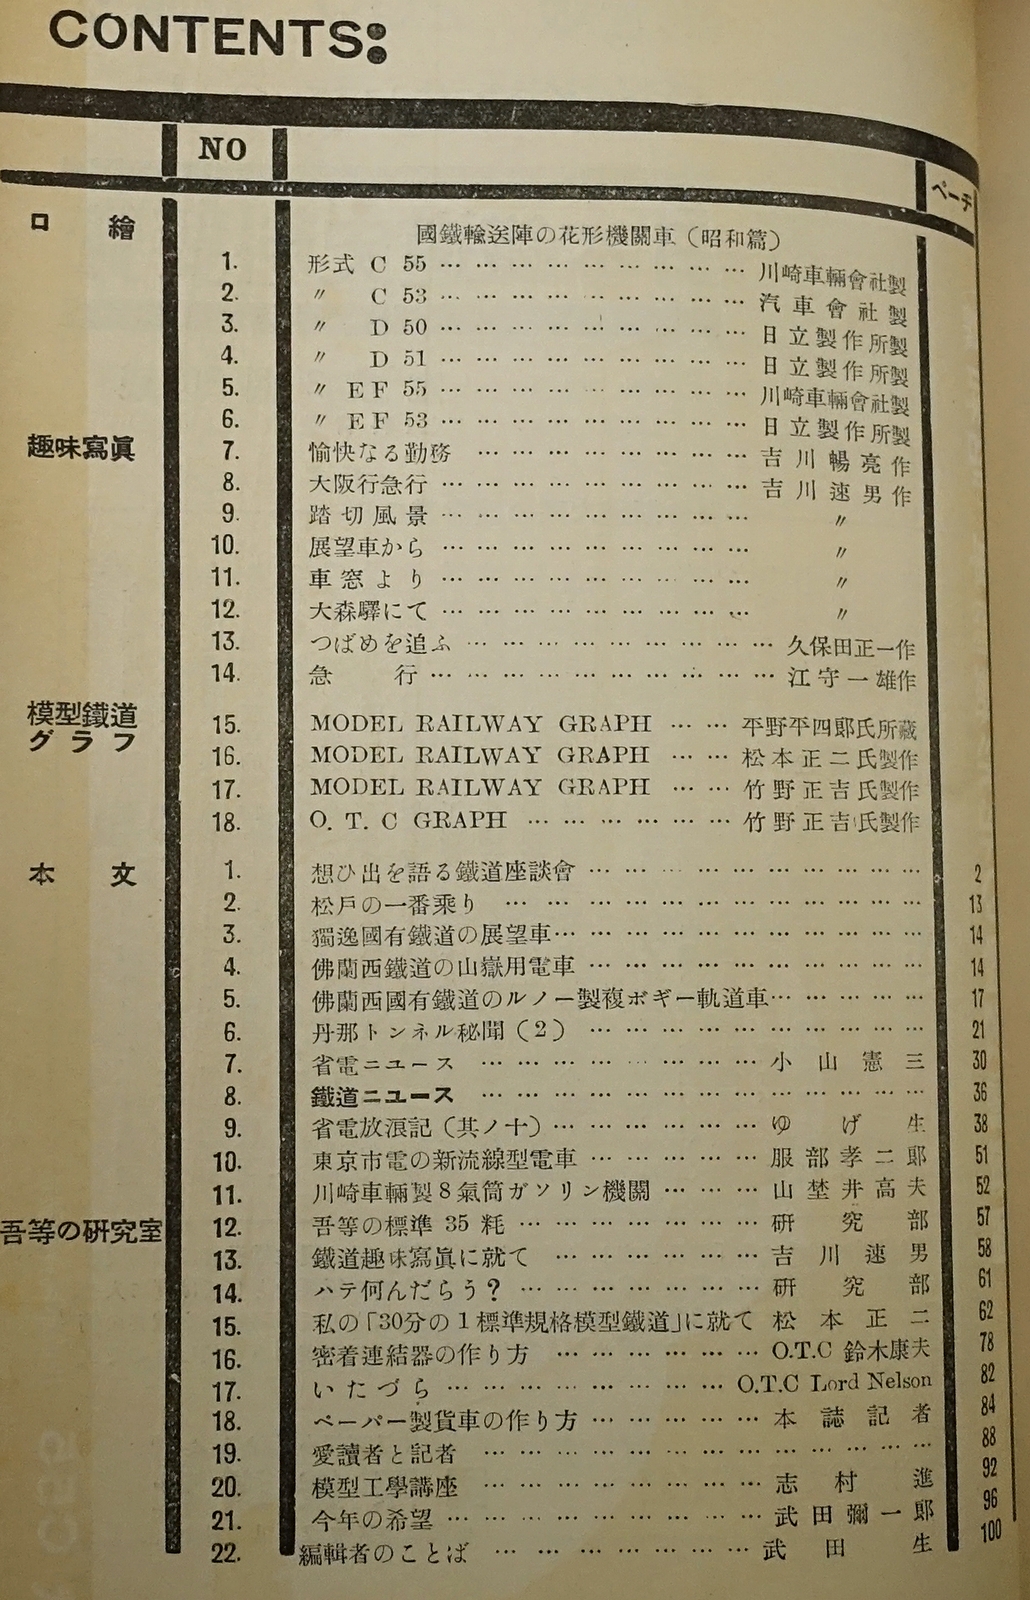 CONTENTS:
NO ページ
口繪 國鐵輸送陣の花形機關車（昭和篇）
1. 形式 C 55 … … … … … … … … … 川崎車輛會社製
2. 〃 C 53 … … … … … … … … … 汽車會社製
3. 〃 D 50 … … … … … … … … … 日立製作所製
4. 〃 D 51 … … … … … … … … … 日立製作所製
5. 〃 EF 55 … … … … … … … … … 川崎車輛會社製
6. 〃 EF 53 … … … … … … … … … 日立製作所製
趣味寫眞 7. 愉快なる勤務 … … … … … … … … 吉川暢亮作
8. 大阪行急行 … … … … … … … … … 吉川速男作
9. 踏切風景 … … … … … … … … … 〃
10. 展望車から … … … … … … … … … 〃
11. 車窓より … … … … … … … … … 〃
12. 大森驛にて … … … … … … … … … 〃
13. つばめを追ふ … … … … … … … … … 久保田正一作
14. 急行 … … … … … … … … … … 江守一雄作
模型鐵道
グラフ
15. MODEL RAILWAY GRAPH … … 平野平四郞氏所藏
16. MODEL RAILWAY GRAPH … … 松本正二氏製作
17. MODEL RAILWAY GRAPH … … 竹野正吉氏製作
18. O. T. C GRAPH … … … … … … 竹野正吉氏製作
本文 1. 想ひ出を語る鐵道座談會 … … … … … … … … … … 2
2. 松戶の一番乘り … … … … … … … … … … … … 13
3. 獨逸國有鐵道の展望車… … … … … … … … … … … 14
4. 佛蘭西鐵道の山嶽用電車 … … … … … … … … … … 14
5. 佛蘭西國有鐵道のルノー製複ボギー軌道車… … … … … 17
6. 丹那トンネル秘聞（2） … … … … … … … … … … 21
7. 省電ニュース … … … … … … … … 小山憲三 30
8. 鐵道ニュース … … … … … … … … … … … … … 36
9. 省電放浪記（其ノ十）… … … … … … ゆげ生 38
10. 東京市電の新流線型電車 … … … … … 服部孝二郞 51
11. 川崎車輛製8氣筒ガソリン機關 … … … 山埜井高夫 52
吾等の硏究室 12. 吾等の標準 35 粍 … … … … … … … 硏究部 57
13. 鐵道趣味寫眞に就て … … … … … … 吉川速男 58
14. ハテ何んだらう？ … … … … … … … 硏究部 61
15. 私の「30分の1標準規格模型鐵道」に就て 松本正二 62
16. 密着連結器の作り方 … … … … … … O.T.C 鈴木康夫 78
17. いたづら … … … … … … … … O.T.C Lord Nelson 82
18. ペーパー製貨車の作り方 … … … … … 本誌記者 84
19. 愛讀者と記者 … … … … … … … … … … … … … 88
20. 模型工學講座 … … … … … … … … 志村進 92
21. 今年の希望 … … … … … … … … … 武田彌一郞 96
22. 編輯者のことば … … … … … … … 武田生 100